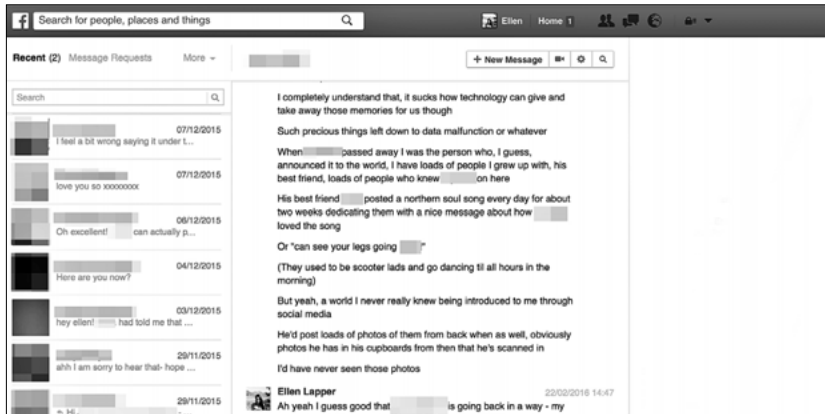 f
Search for people, places and things
Ellen
Home 1
Recent (2)
Message Requests
More
+ New Message
Search
07/12/2015
I feel a bit wrong saying it under t...
07/12/2015
love you so xxxxxxxx
06/12/2015
Oh excellent! can actually p...
04/12/2015
Here are you now?
03/12/2015
hey ellen! had told me that ...
29/11/2015
ahh I am sorry to hear that- hope ...
29/11/2015
Hi
I completely understand that, it sucks how technology can give and
take away those memories for us though
Such precious things left down to data malfunction or whatever
When passed away I was the person who, I guess,
announced it to the world, I have loads of people I grew up with, his
best friend, loads of people who knew on here
His best friend posted a northern soul song every day for about
two weeks dedicating them with a nice message about how
loved the song
Or "can see your legs going "
(They used to be scooter lads and go dancing til all hours in the
morning)
But yeah, a world I never really knew being introduced to me through
social media
He'd post loads of photos of them from back when as well, obviously
photos he has in his cupboards from then that he's scanned in
I'd have never seen those photos
Ellen Lapper
22/02/2016 14:47
Ah yeah I guess good that is going back in a way - my